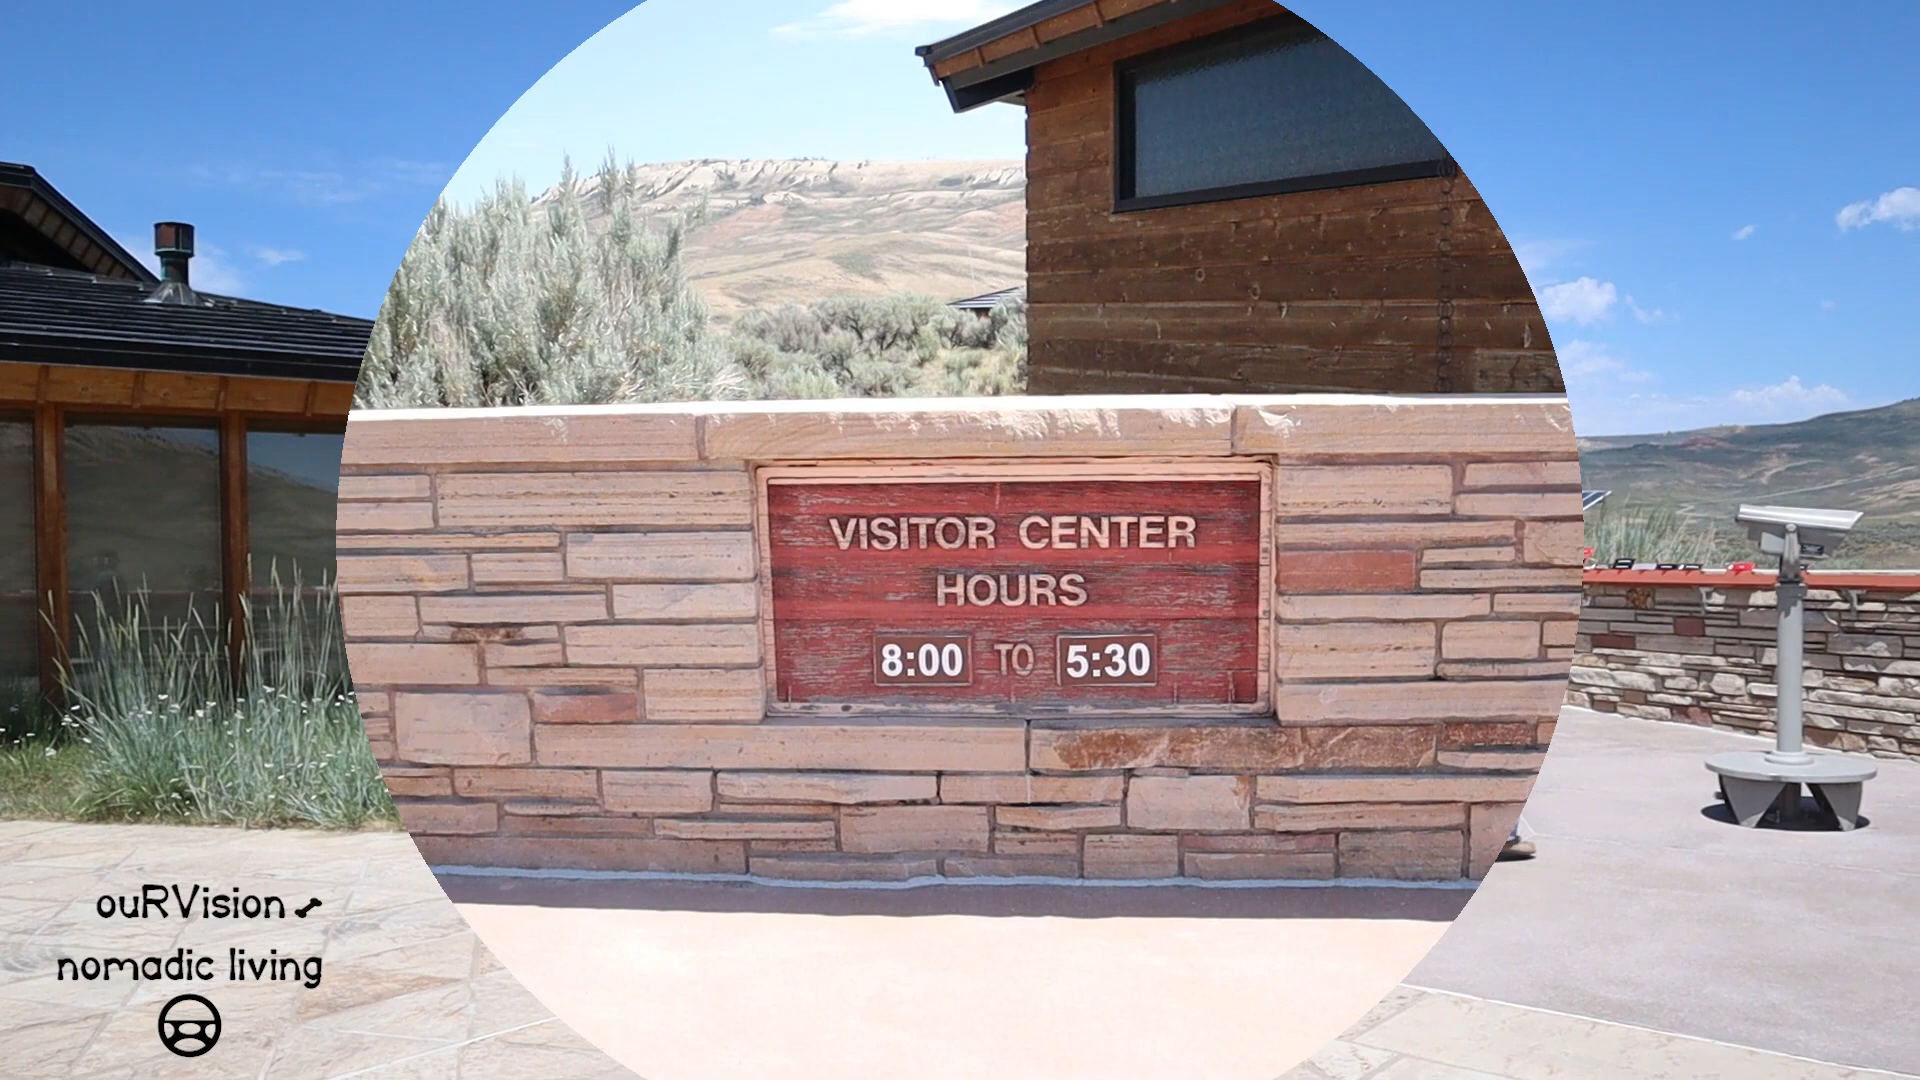 VISITOR CENTER
HOURS
8:00 TO 5:30
ouRVision
nomadic living